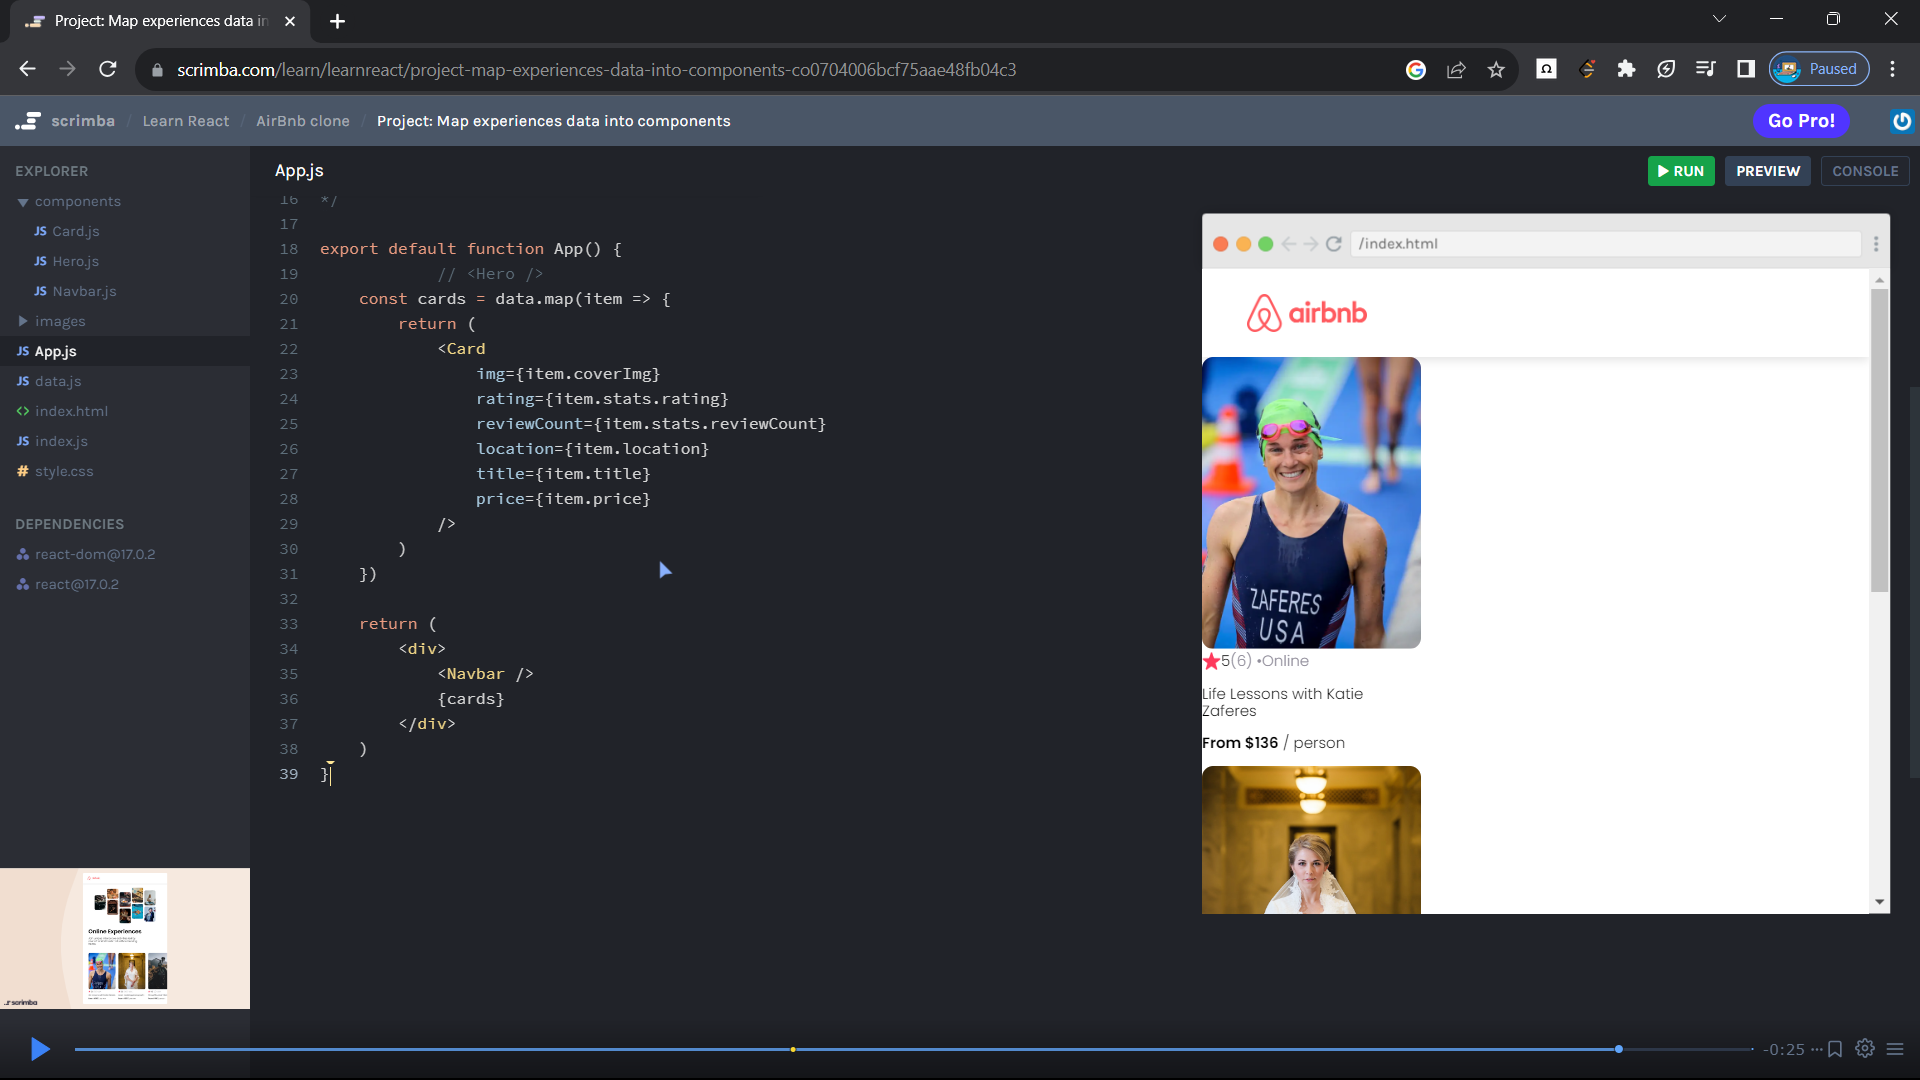 Project: Map experiences data in
scrimba.com/learn/learnreact/project-map-experiences-data-into-components-co0704006bcf75aae48fb04c3
Paused
scrimba / Learn React / AirBnb clone / Project: Map experiences data into components
Go Pro!
EXPLORER
components
JS Card.js
JS Hero.js
JS Navbar.js
images
JS App.js
JS data.js
<> index.html
JS index.js
# style.css
DEPENDENCIES
react-dom@17.0.2
react@17.0.2
App.js
RUN
PREVIEW
CONSOLE
16 */
17
18 export default function App() {
19 // <Hero />
20 const cards = data.map(item => {
21 return (
22 <Card
23 img={item.coverImg}
24 rating={item.stats.rating}
25 reviewCount={item.stats.reviewCount}
26 location={item.location}
27 title={item.title}
28 price={item.price}
29 />
30 )
31 })
32
33 return (
34 <div>
35 <Navbar />
36 {cards}
37 </div>
38 )
39 }
/index.html
airbnb
ZAFERES
USA
5(6) •Online
Life Lessons with Katie
Zaferes
From $136 / person
Online Experiences
scrimba
-0:25